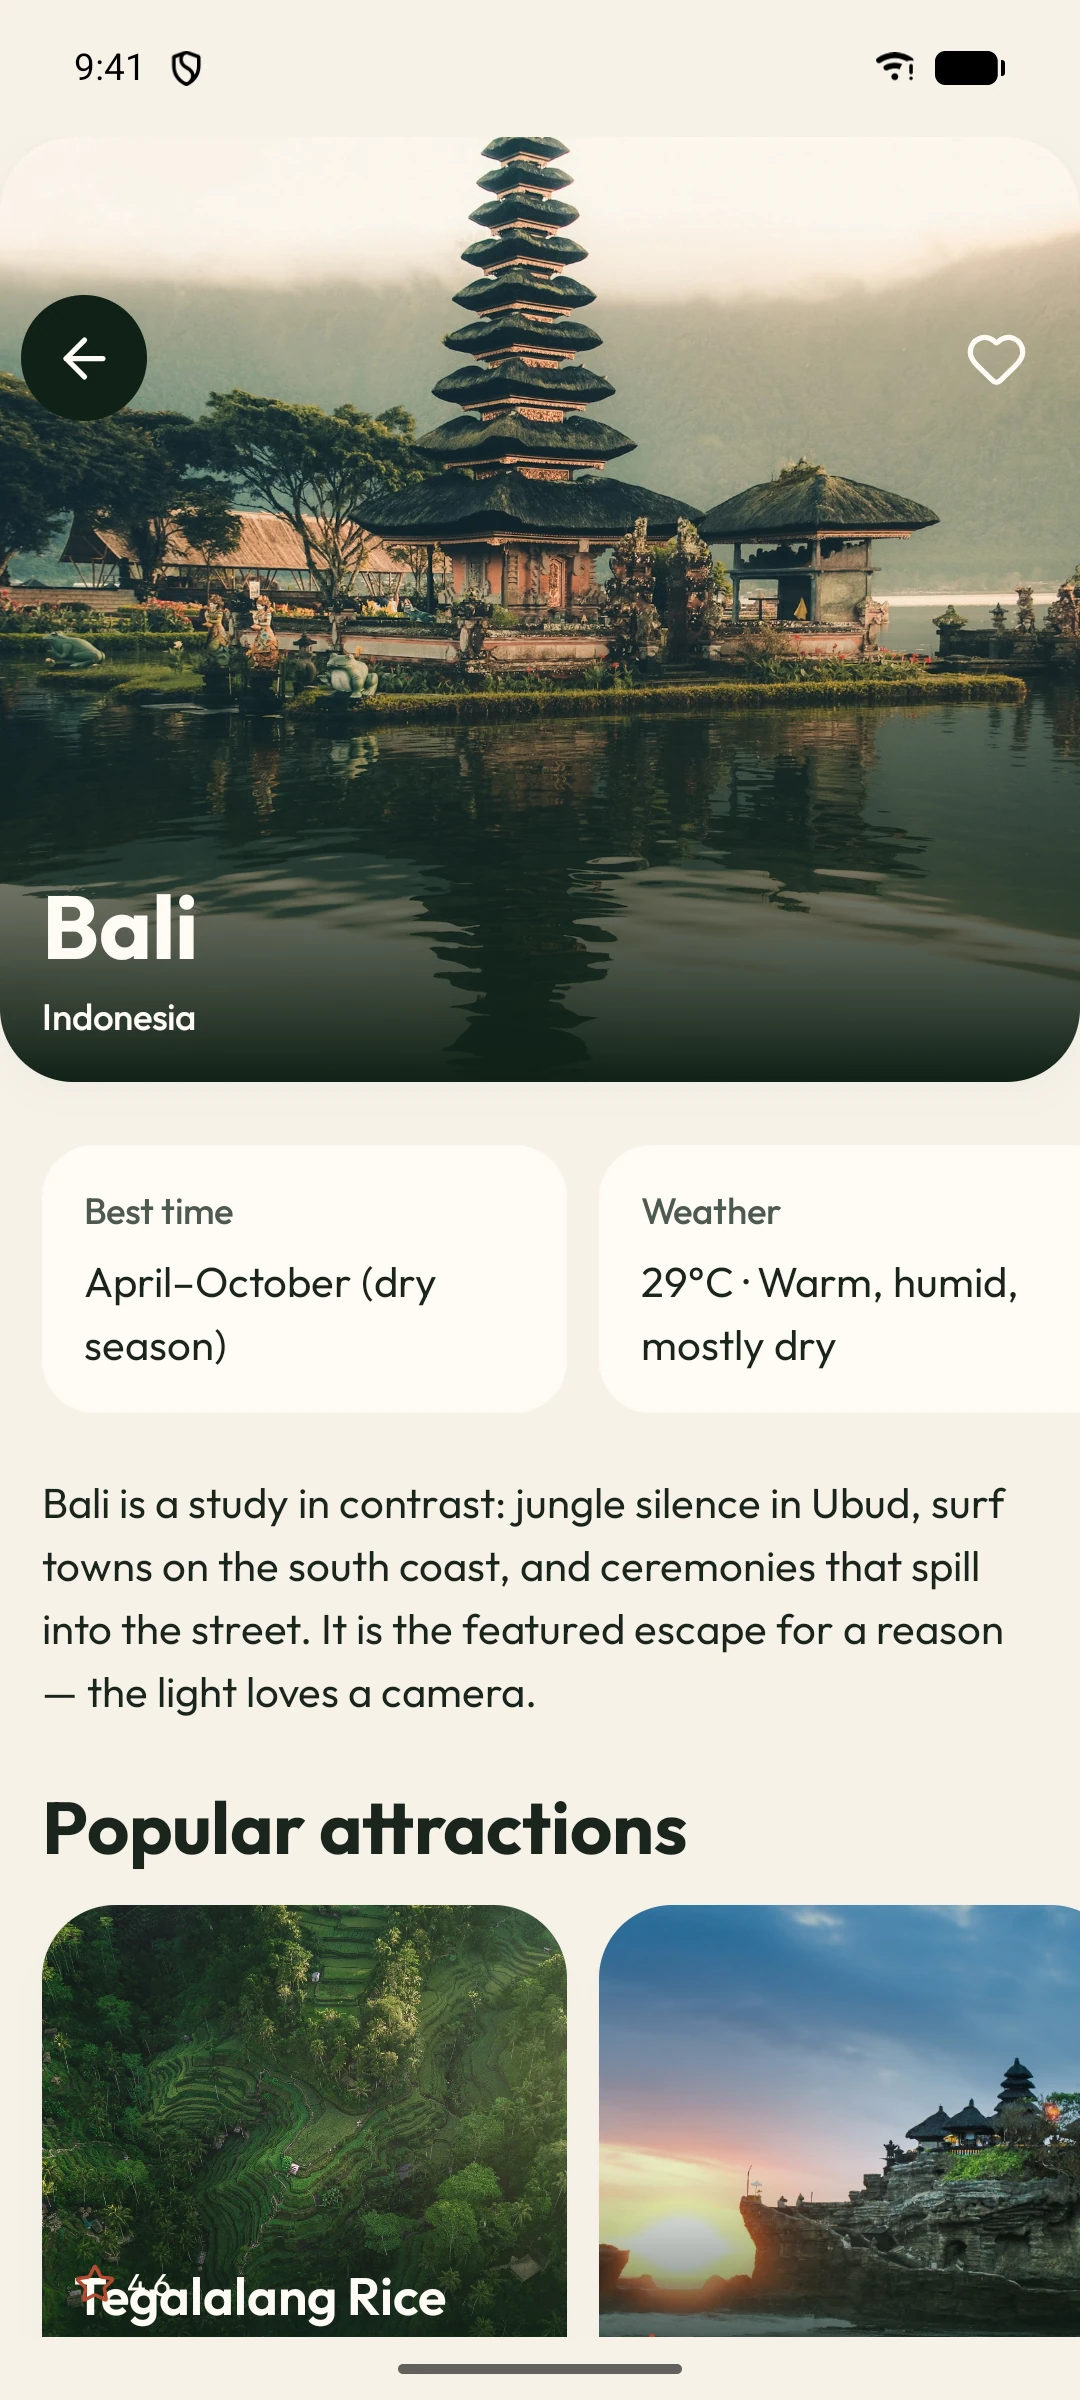 9:41
Bali
Indonesia
Best time
April–October (dry
season)
Weather
29°C · Warm, humid,
mostly dry
Bali is a study in contrast: jungle silence in Ubud, surf
towns on the south coast, and ceremonies that spill
into the street. It is the featured escape for a reason
— the light loves a camera.
Popular attractions
4.6
Tegalalang Rice